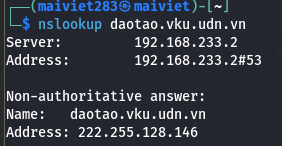 (maiviet283㉿maiviet)-[~]
nslookup daotao.vku.udn.vn
Server: 192.168.233.2
Address: 192.168.233.2#53
Non-authoritative answer:
Name: daotao.vku.udn.vn
Address: 222.255.128.146